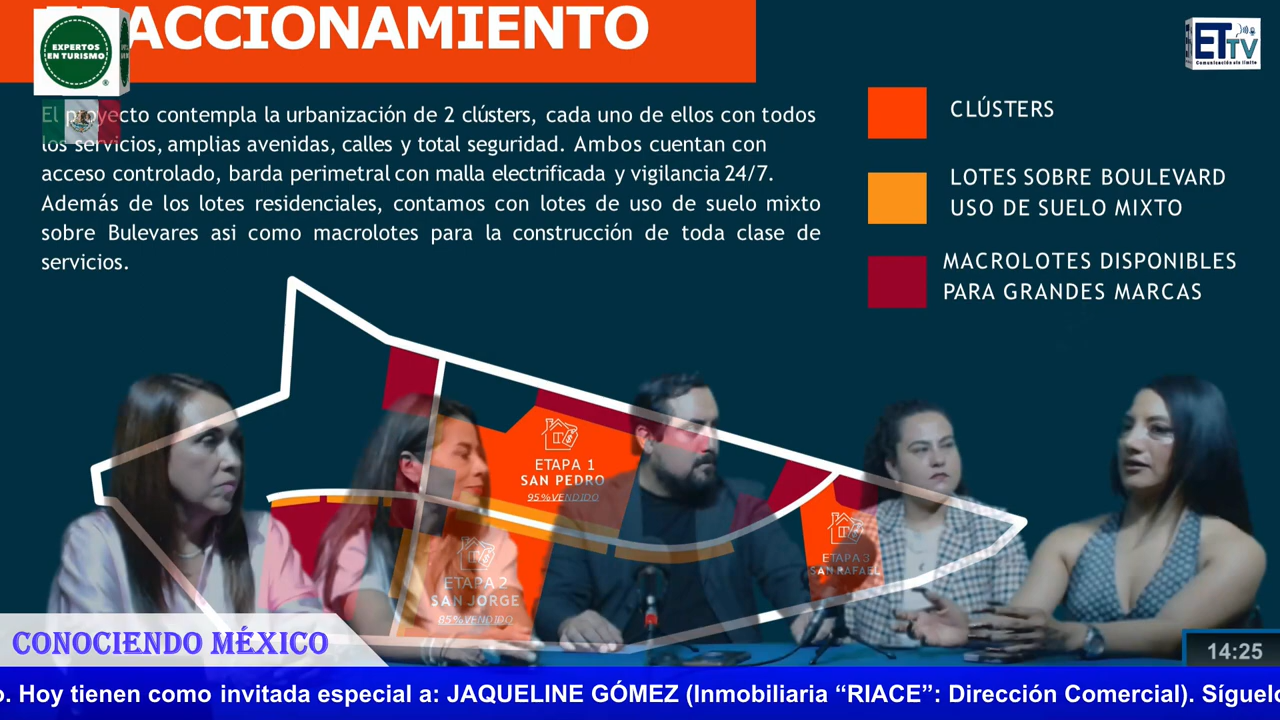 FRACCIONAMIENTO
EXPERTOS
EN TURISMO
ET TV
Comunicación sin límite
El proyecto contempla la urbanización de 2 clústers, cada uno de ellos con todos
los servicios, amplias avenidas, calles y total seguridad. Ambos cuentan con
acceso controlado, barda perimetral con malla electrificada y vigilancia 24/7.
Además de los lotes residenciales, contamos con lotes de uso de suelo mixto
sobre Bulevares asi como macrolotes para la construcción de toda clase de
servicios.
CLÚSTERS
LOTES SOBRE BOULEVARD
USO DE SUELO MIXTO
MACROLOTES DISPONIBLES
PARA GRANDES MARCAS
ETAPA 1
SAN PEDRO
95%VENDIDO
ETAPA 3
SAN RAFAEL
ETAPA 2
SAN JORGE
85%VENDIDO
CONOCIENDO MÉXICO
14:25
o. Hoy tienen como invitada especial a: JAQUELINE GÓMEZ (Inmobiliaria “RIACE”: Dirección Comercial). Síguelo